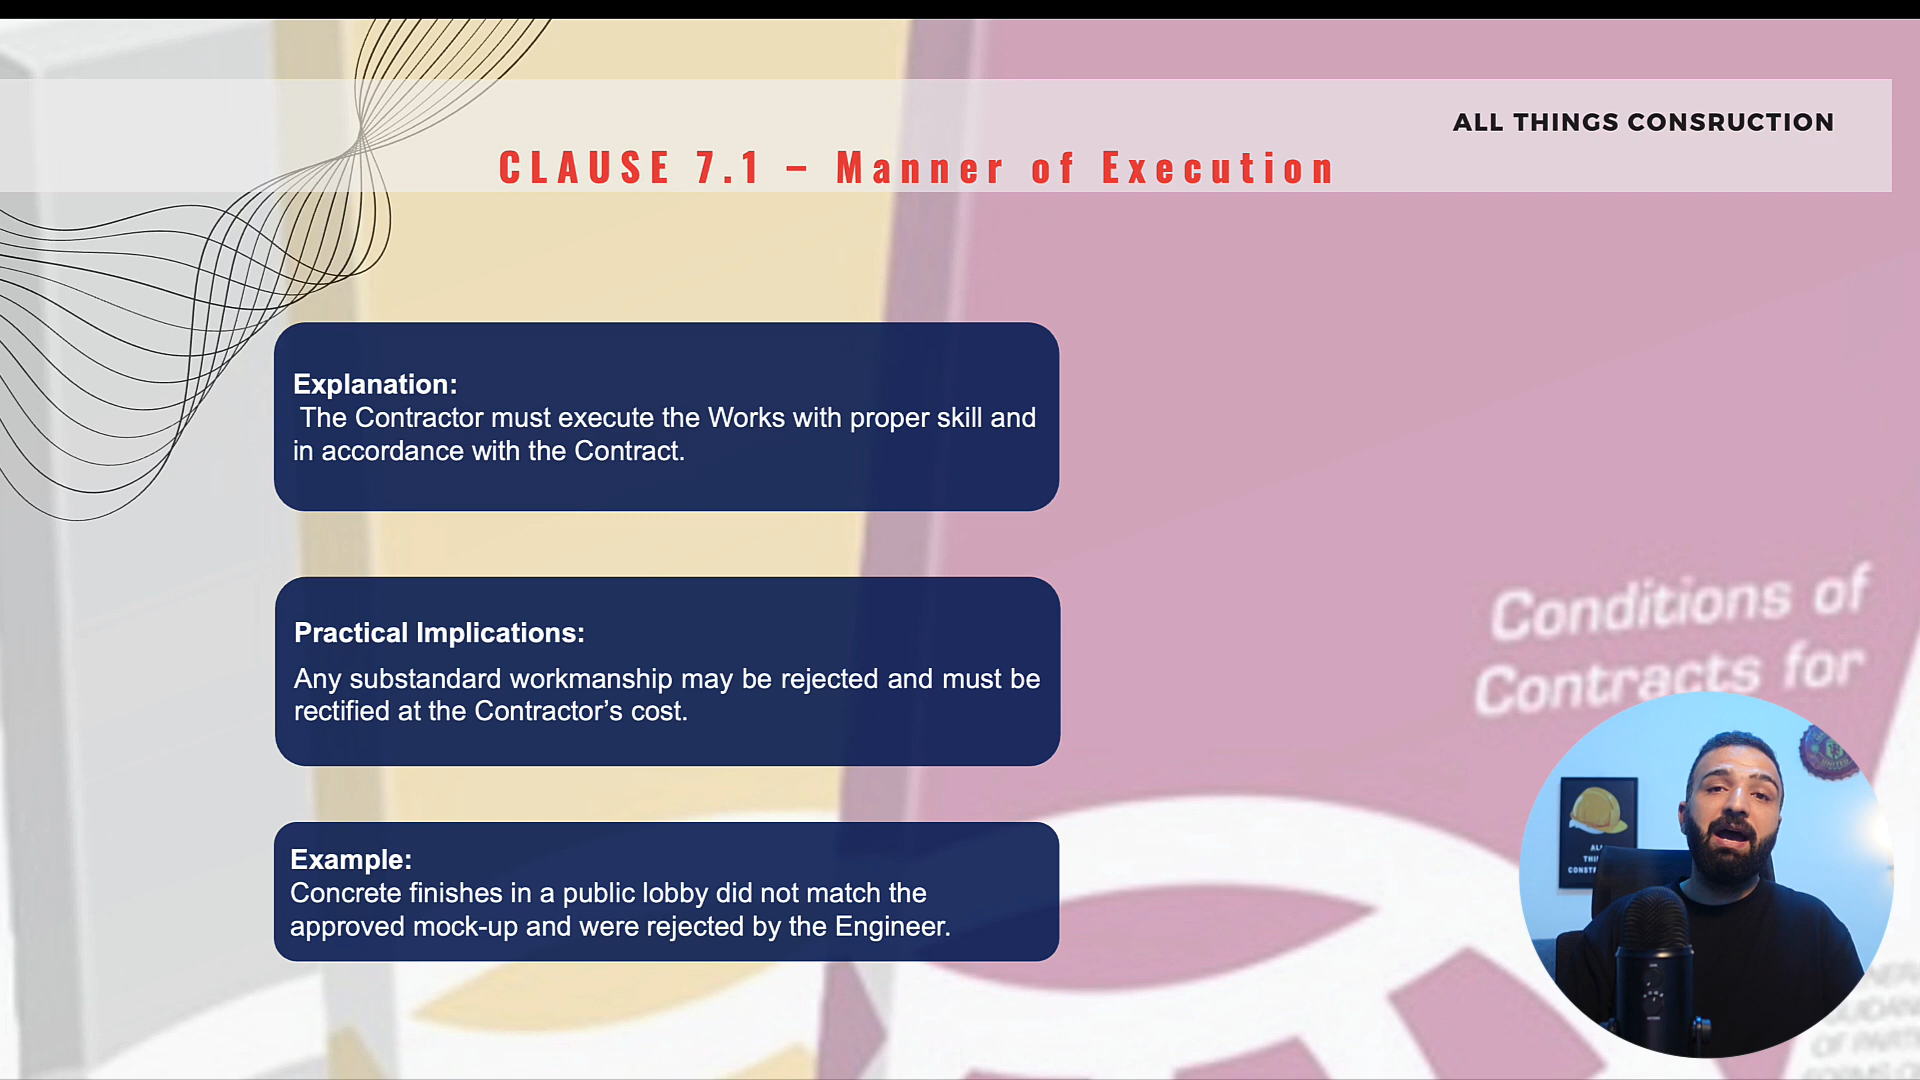 ALL THINGS CONSRUCTION
CLAUSE 7.1 – Manner of Execution
Explanation:
The Contractor must execute the Works with proper skill and
in accordance with the Contract.
Practical Implications:
Any substandard workmanship may be rejected and must be
rectified at the Contractor’s cost.
Example:
Concrete finishes in a public lobby did not match the
approved mock-up and were rejected by the Engineer.
Conditions of
Contracts for
UNITED
OF